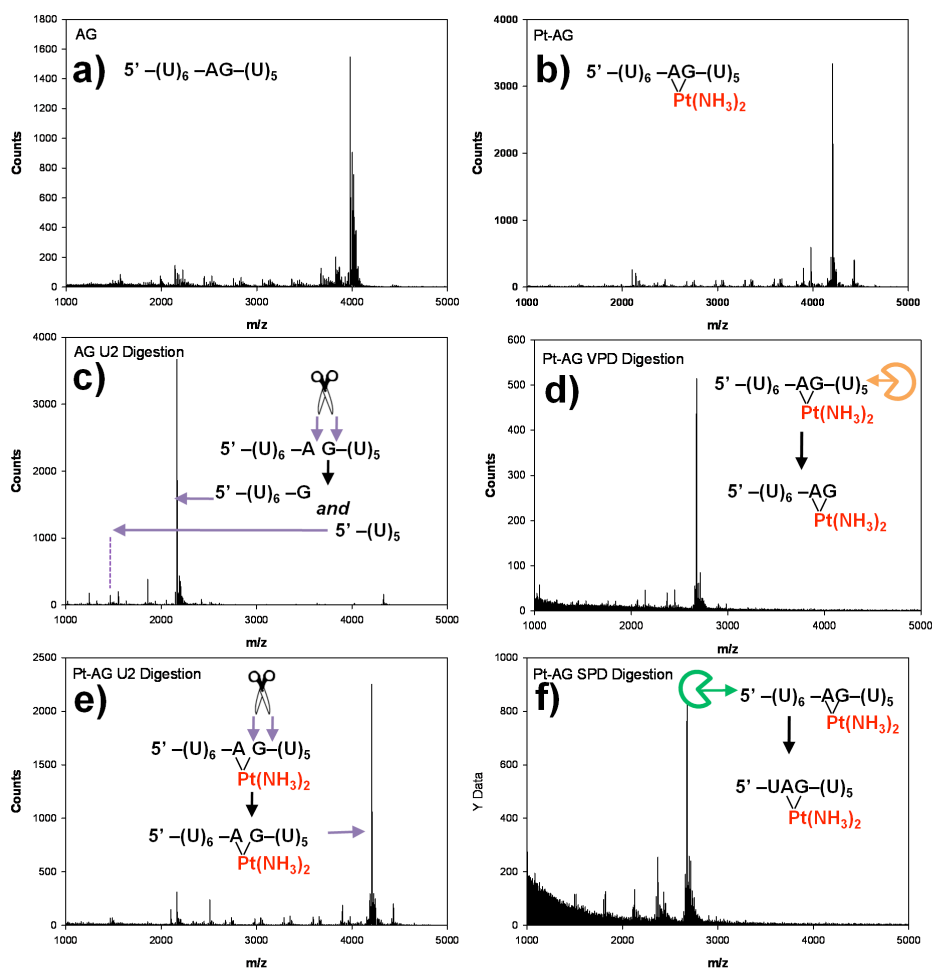 AG
a)
5' –(U)6 –AG–(U)5
Counts
1800
1600
1400
1200
1000
800
600
400
200
0
1000 2000 3000 4000 5000
m/z
Pt-AG
b)
5' –(U)6 –AG–(U)5
Pt(NH3)2
Counts
4000
3000
2000
1000
0
1000 2000 3000 4000 5000
m/z
AG U2 Digestion
c)
5' –(U)6 –A G–(U)5
5' –(U)6 –G
and
5' –(U)5
Counts
4000
3000
2000
1000
0
1000 2000 3000 4000 5000
m/z
Pt-AG VPD Digestion
d)
5' –(U)6 –AG–(U)5
Pt(NH3)2
5' –(U)6 –AG
Pt(NH3)2
Counts
600
500
400
300
200
100
0
1000 2000 3000 4000 5000
m/z
Pt-AG U2 Digestion
e)
5' –(U)6 –A G–(U)5
Pt(NH3)2
5' –(U)6 –A G–(U)5
Pt(NH3)2
Counts
2500
2000
1500
1000
500
0
1000 2000 3000 4000 5000
m/z
Pt-AG SPD Digestion
f)
5' –(U)6 –AG–(U)5
Pt(NH3)2
5' –UAG–(U)5
Pt(NH3)2
Y Data
1000
800
600
400
200
0
1000 2000 3000 4000 5000
m/z